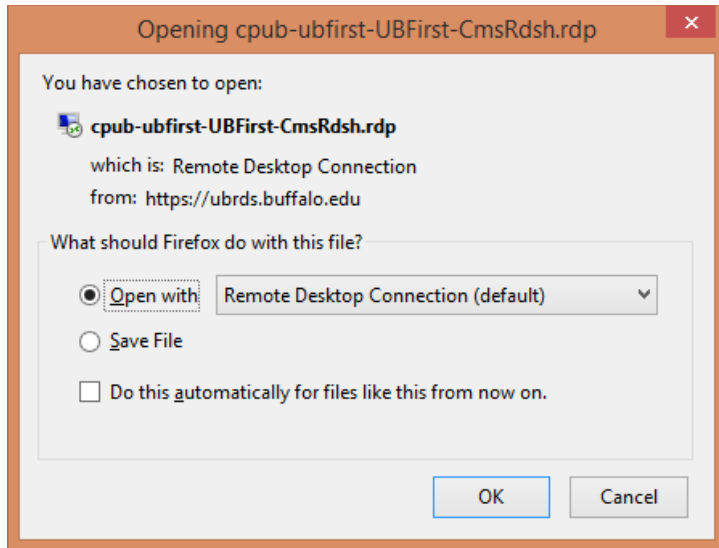 Opening cpub-ubfirst-UBFirst-CmsRdsh.rdp
You have chosen to open:
cpub-ubfirst-UBFirst-CmsRdsh.rdp
which is: Remote Desktop Connection
from: https://ubrds.buffalo.edu
What should Firefox do with this file?
Open with Remote Desktop Connection (default)
Save File
Do this automatically for files like this from now on.
OK Cancel